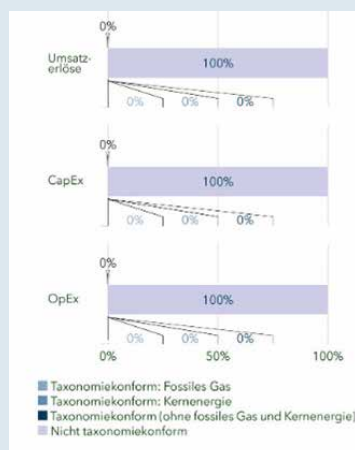 0%
Umsatz-
erlöse
100%
0% 0% 0%
0%
CapEx
100%
0% 0% 0%
0%
OpEx
100%
0% 0% 0%
0% 50% 100%
Taxonomiekonform: Fossiles Gas
Taxonomiekonform: Kernenergie
Taxonomiekonform (ohne fossiles Gas und Kernenergie)
Nicht taxonomiekonform